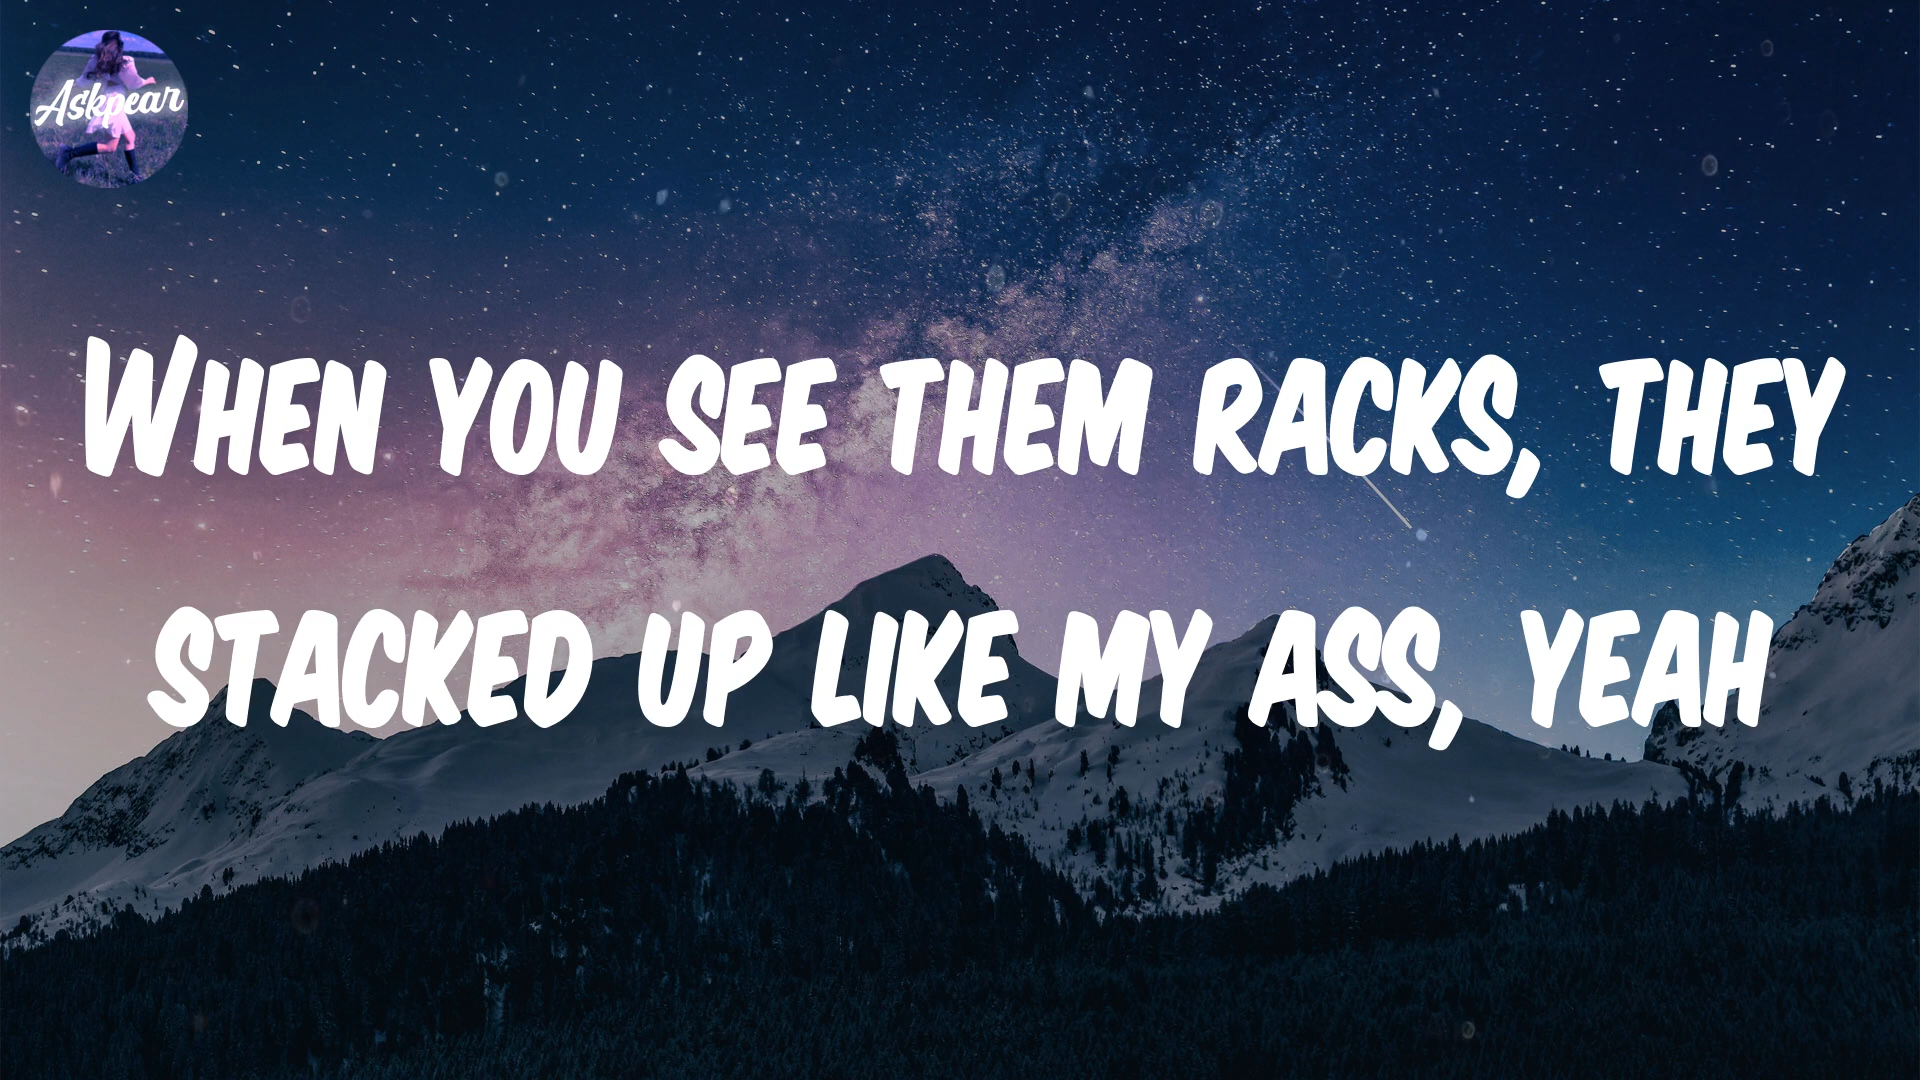 Askpear
WHEN YOU SEE THEM RACKS, THEY
STACKED UP LIKE MY ASS, YEAH